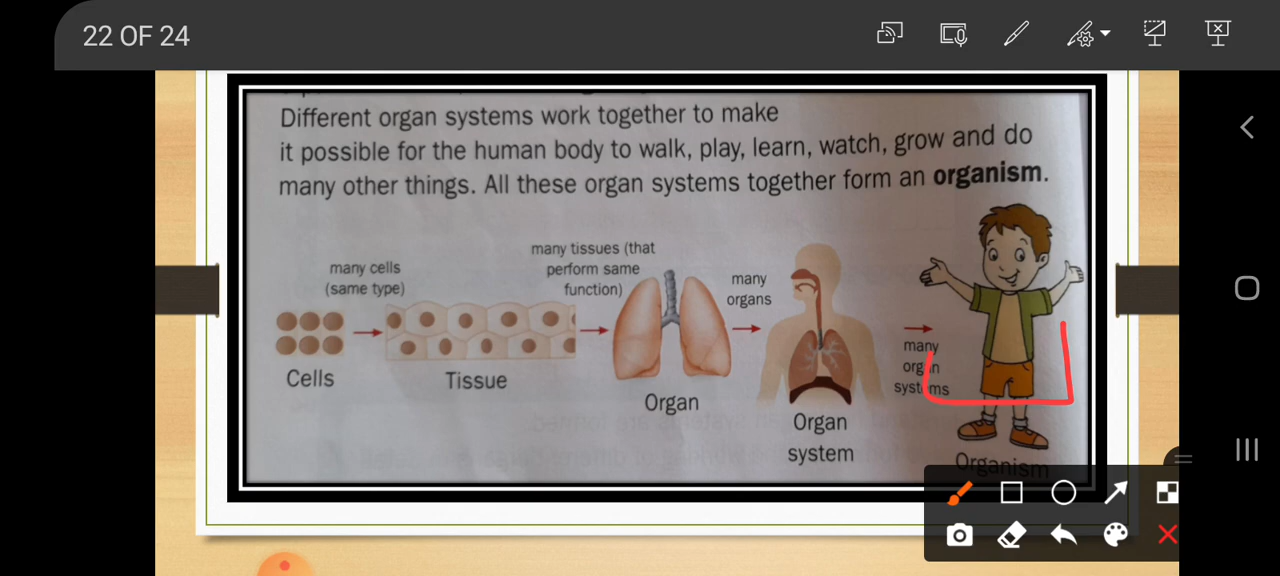 22 OF 24
Different organ systems work together to make
it possible for the human body to walk, play, learn, watch, grow and do
many other things. All these organ systems together form an organism.
many cells
(same type)
Cells
Tissue
many tissues (that
perform same
function)
Organ
many
organs
Organ
system
many
organ
systems
Organism